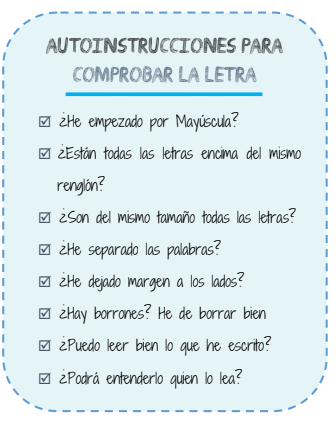 AUTOINSTRUCCIONES PARA
COMPROBAR LA LETRA
¿He empezado por Mayúscula?
¿Están todas las letras encima del mismo
renglón?
¿Son del mismo tamaño todas las letras?
¿He separado las palabras?
¿He dejado margen a los lados?
¿Hay borrones? He de borrar bien
¿Puedo leer bien lo que he escrito?
¿Podrá entenderlo quien lo lea?